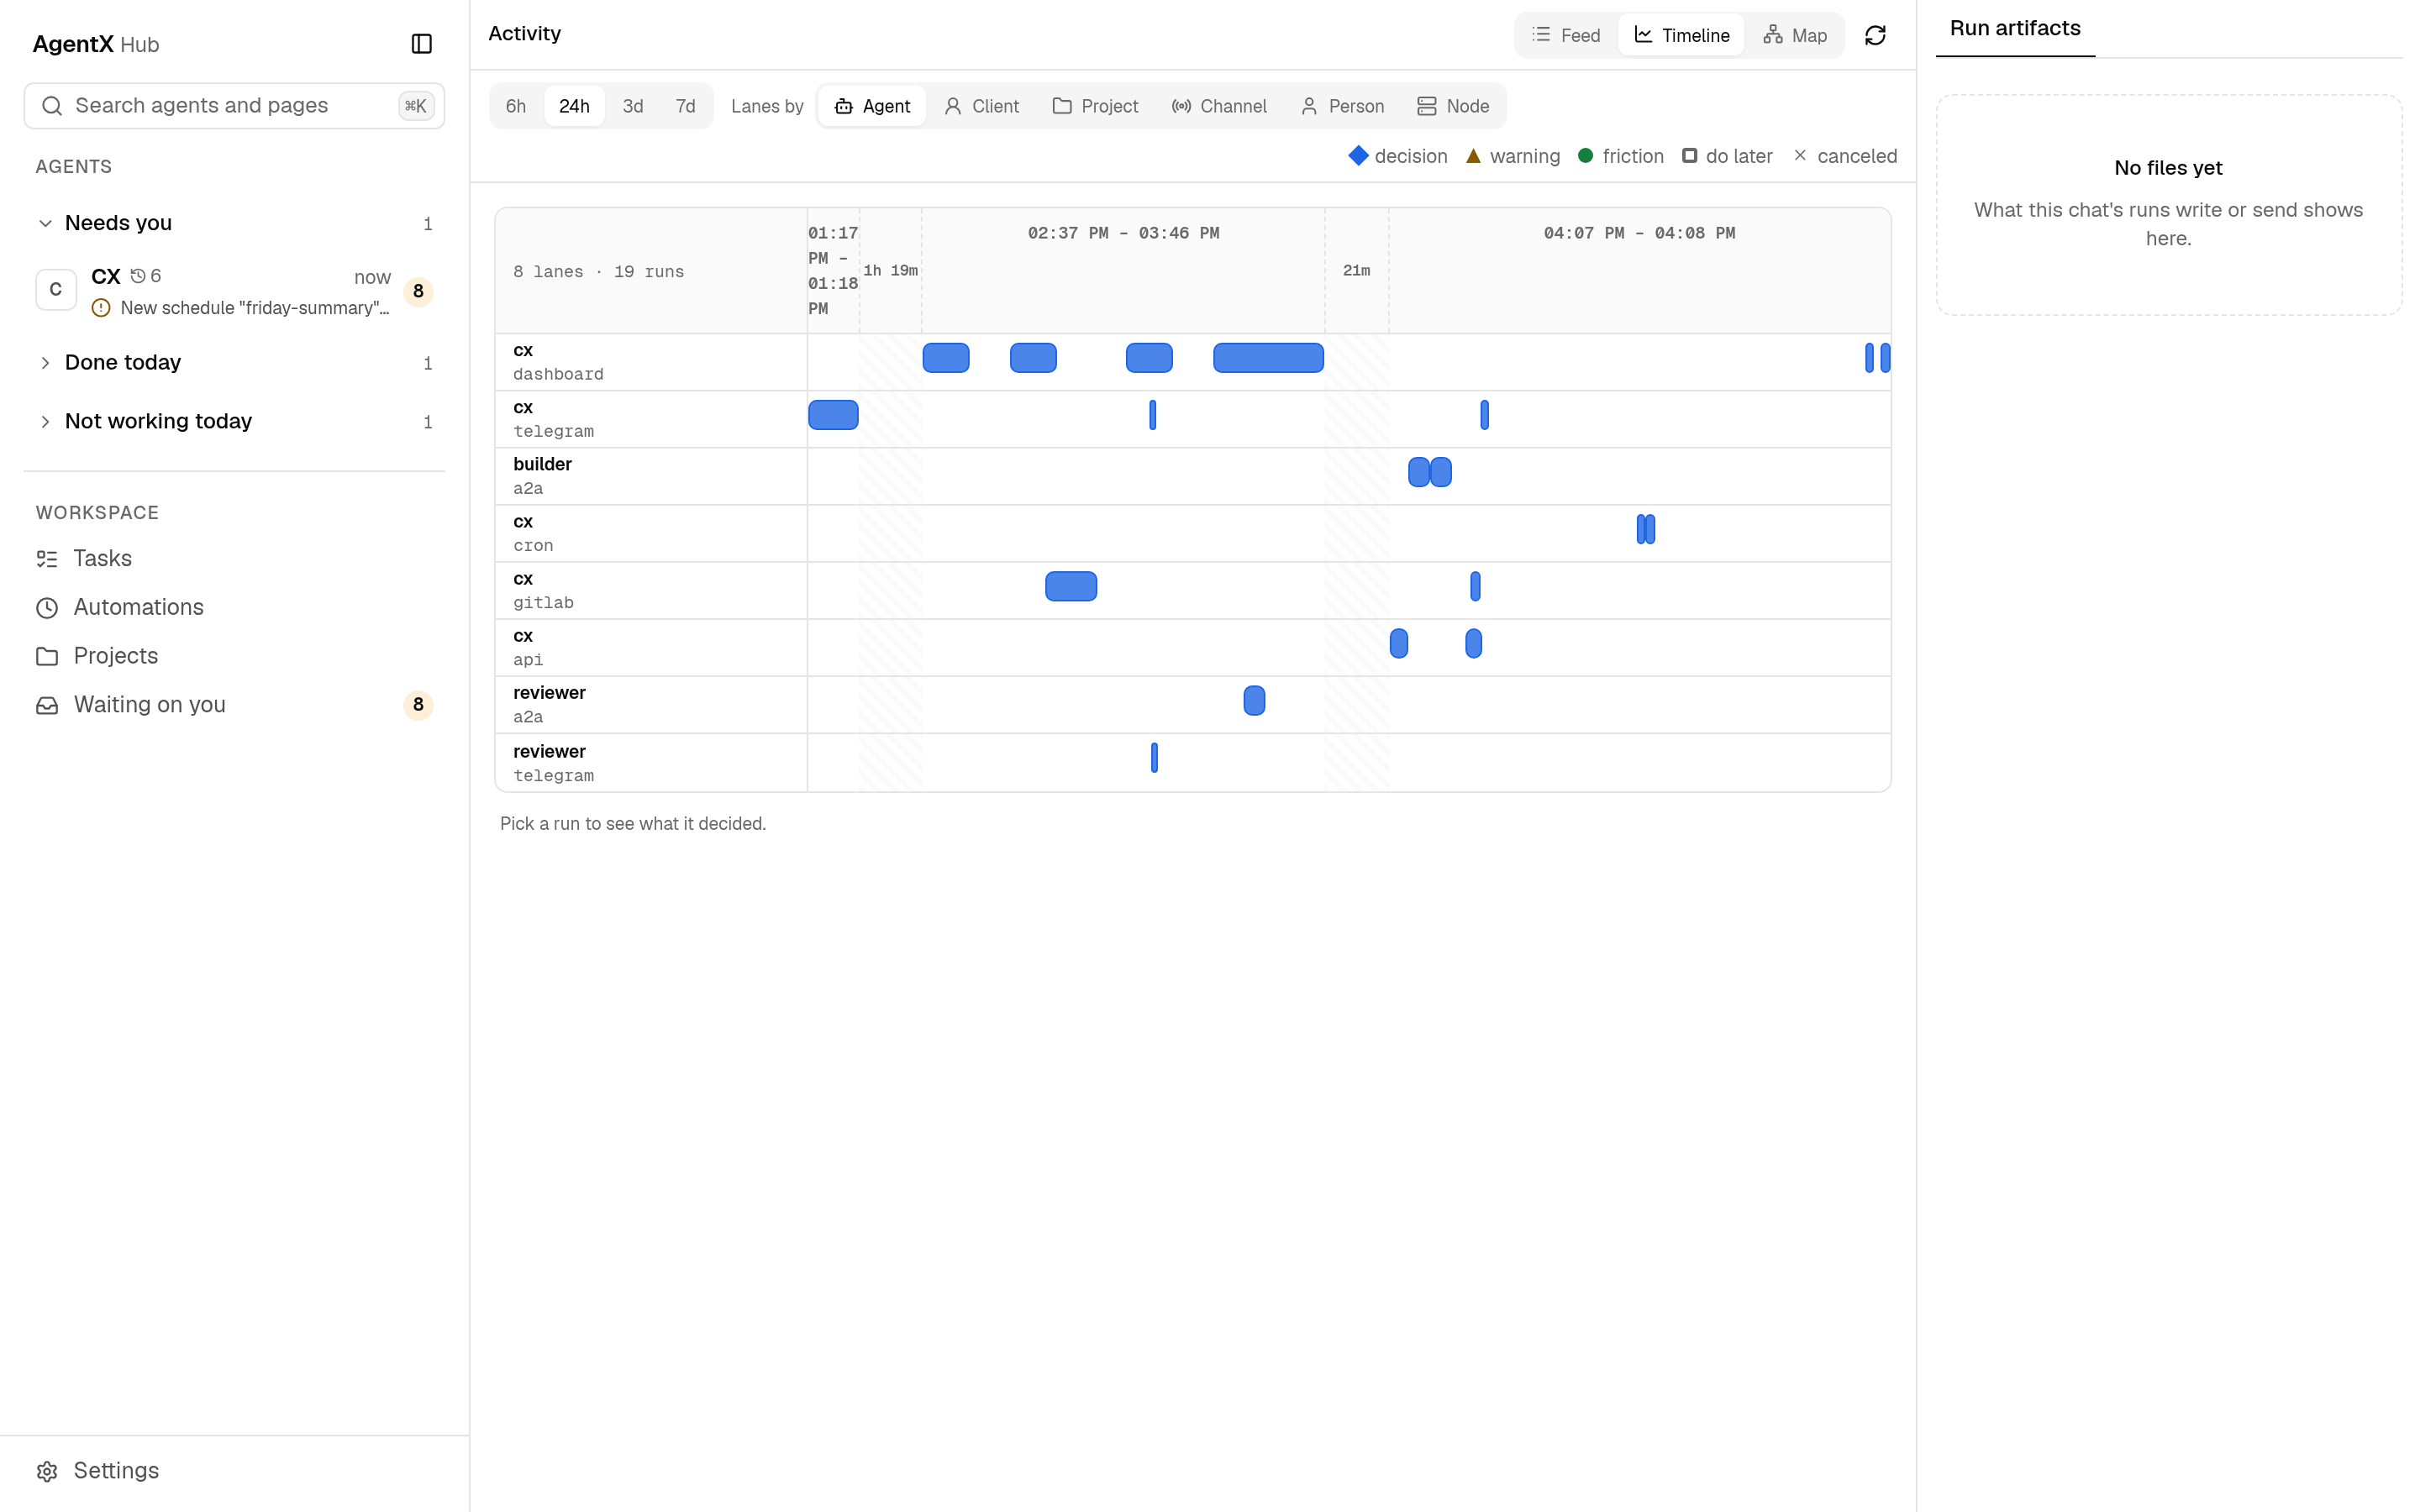 AgentX Hub
Search agents and pages
⌘K
AGENTS
Needs you
1
C
CX
6
now
New schedule "friday-summary"...
8
Done today
1
Not working today
1
WORKSPACE
Tasks
Automations
Projects
Waiting on you
8
Settings
Activity
Feed
Timeline
Map
6h
24h
3d
7d
Lanes by
Agent
Client
Project
Channel
Person
Node
decision
warning
friction
do later
canceled
8 lanes · 19 runs
01:17
PM –
01:18
PM
1h 19m
02:37 PM – 03:46 PM
21m
04:07 PM – 04:08 PM
cx
dashboard
cx
telegram
builder
a2a
cx
cron
cx
gitlab
cx
api
reviewer
a2a
reviewer
telegram
Pick a run to see what it decided.
Run artifacts
No files yet
What this chat's runs write or send shows
here.